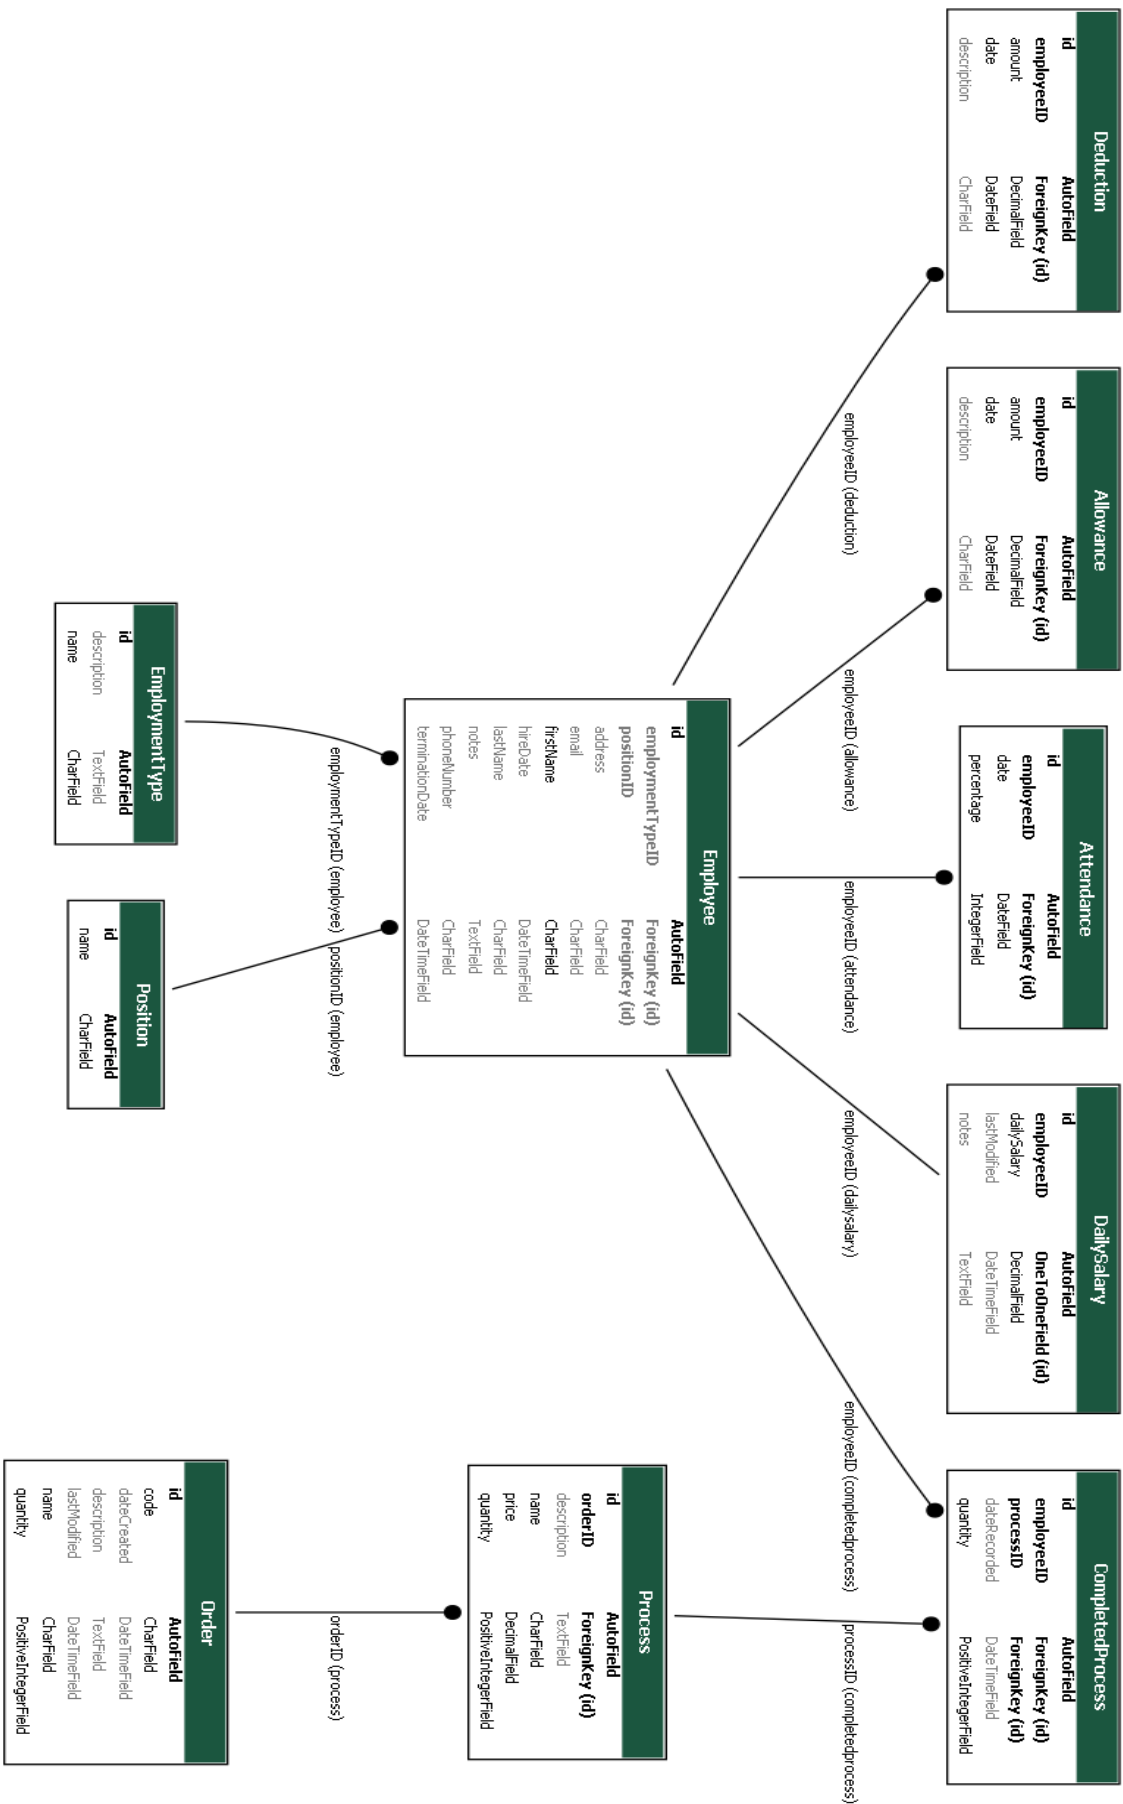 Deduction
id AutoField
employeeID ForeignKey (id)
amount DecimalField
date DateField
description CharField
Allowance
id AutoField
employeeID ForeignKey (id)
amount DecimalField
date DateField
description CharField
Attendance
id AutoField
employeeID ForeignKey (id)
date DateField
percentage IntegerField
DailySalary
id AutoField
employeeID OneToOneField (id)
dailySalary DecimalField
lastModified DateTimeField
notes TextField
CompletedProcess
id AutoField
employeeID ForeignKey (id)
processID ForeignKey (id)
dateRecorded DateTimeField
quantity PositiveIntegerField
employeeID (deduction)
employeeID (allowance)
employeeID (attendance)
employeeID (dailysalary)
employeeID (completedprocess)
processID (completedprocess)
Employee
id AutoField
employmentTypeID ForeignKey (id)
positionID ForeignKey (id)
address CharField
email CharField
firstName CharField
hireDate DateTimeField
lastName CharField
notes TextField
phoneNumber CharField
terminationDate DateTimeField
Process
id AutoField
orderID ForeignKey (id)
description TextField
name CharField
price DecimalField
quantity PositiveIntegerField
employmentTypeID (employee)
positionID (employee)
orderID (process)
EmploymentType
id AutoField
description TextField
name CharField
Position
id AutoField
name CharField
Order
id AutoField
code CharField
dateCreated DateTimeField
description TextField
lastModified DateTimeField
name CharField
quantity PositiveIntegerField